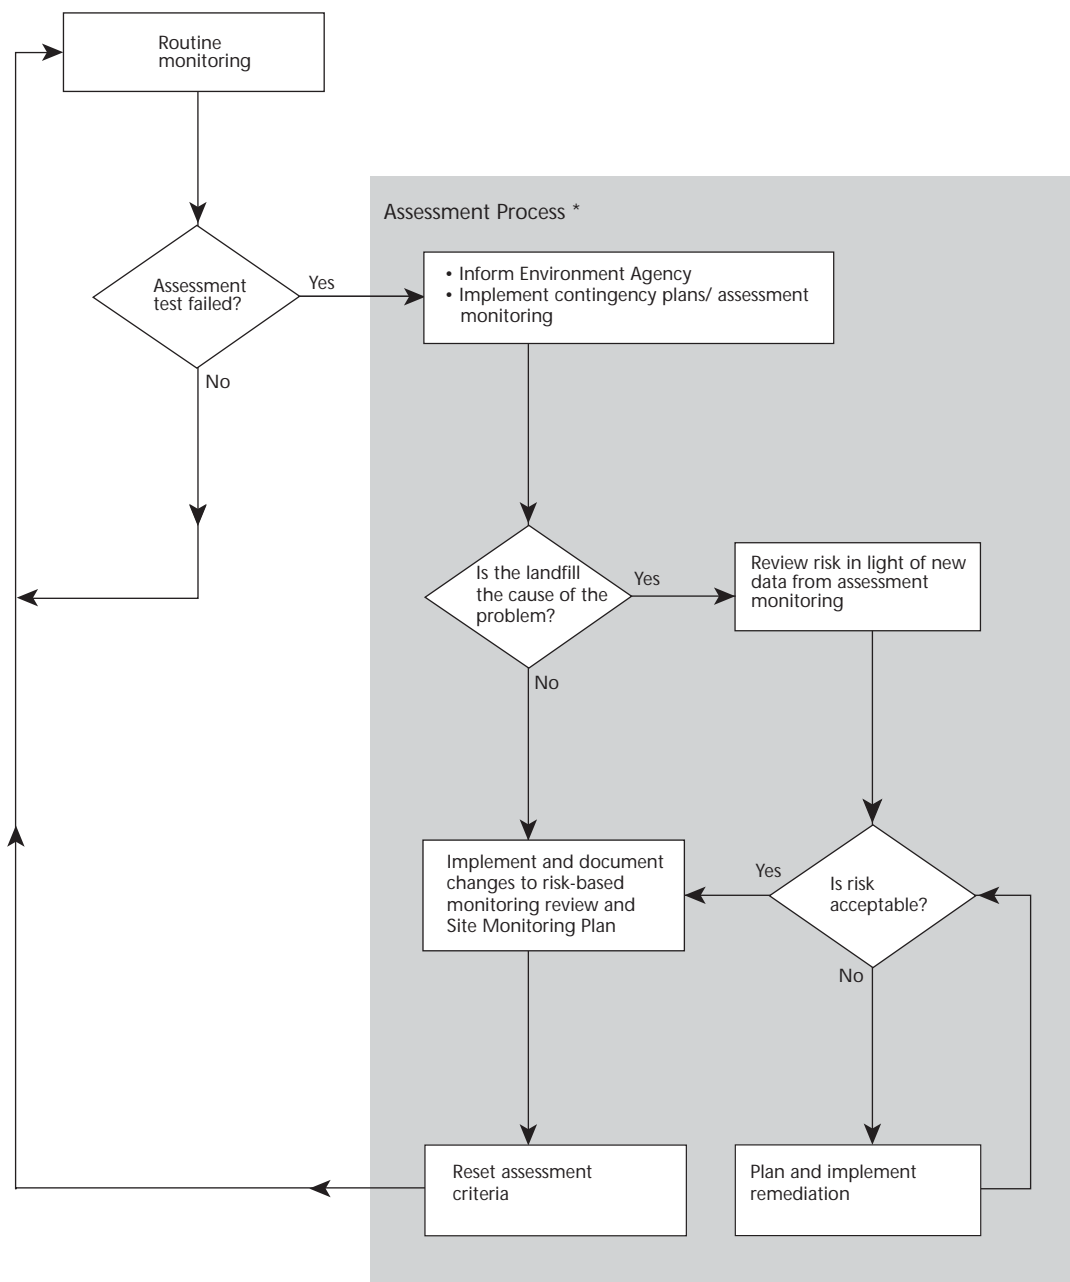 Routine
monitoring
Assessment Process *
• Inform Environment Agency
• Implement contingency plans/ assessment
monitoring
Assessment
test failed?
Yes
No
Is the landfill
the cause of the
problem?
Yes
Review risk in light of new
data from assessment
monitoring
No
Implement and document
changes to risk-based
monitoring review and
Site Monitoring Plan
Yes
Is risk
acceptable?
No
Reset assessment
criteria
Plan and implement
remediation